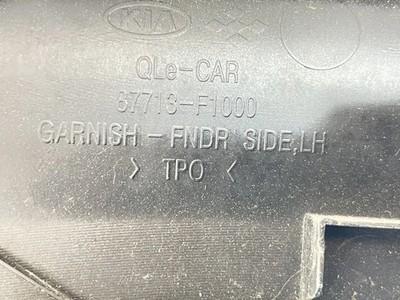 KIA
QLe-CAR
87713-F1000
GARNISH - FNDR SIDE,LH
> TPO <